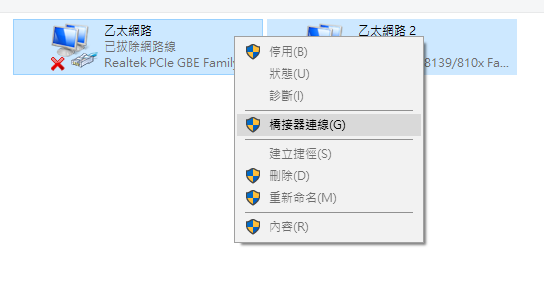 乙太網路
已拔除網路線
Realtek PCIe GBE Family
乙太網路 2
8139/810x Fa...
停用(B)
狀態(U)
診斷(I)
橋接器連線(G)
建立捷徑(S)
刪除(D)
重新命名(M)
內容(R)